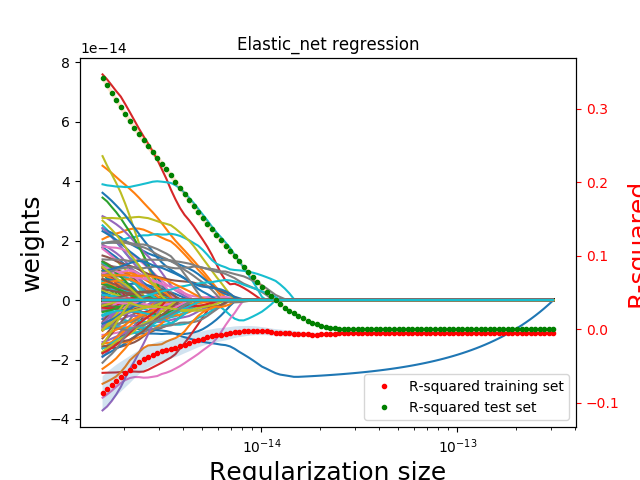 Elastic_net regression
1e−14
8
6
4
2
0
−2
−4
weights
0.3
0.2
0.1
0.0
−0.1
R-squared
R-squared training set
R-squared test set
10⁻¹⁴
10⁻¹³
Regularization size